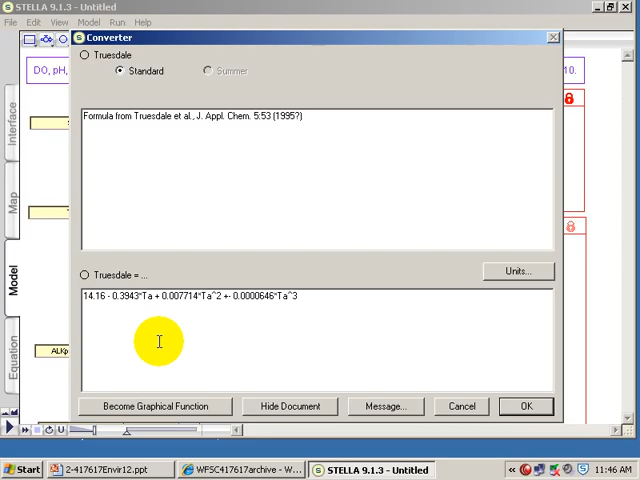 STELLA 9.1.3 - Untitled
File Edit View Model Run Help
Converter
Truesdale
Standard Summer
DO, pH,
10.
Formula from Truesdale et al., J. Appl. Chem. 5:53 (1995?)
Interface
Map
Model
Equation
Truesdale = ...
Units...
14.16 - 0.3943*Ta + 0.007714*Ta^2 +- 0.0000646*Ta^3
ALKp
Become Graphical Function Hide Document Message... Cancel OK
Start 2-417617Envir12.ppt WFSC417617archive - W... STELLA 9.1.3 - Untitled 11:46 AM